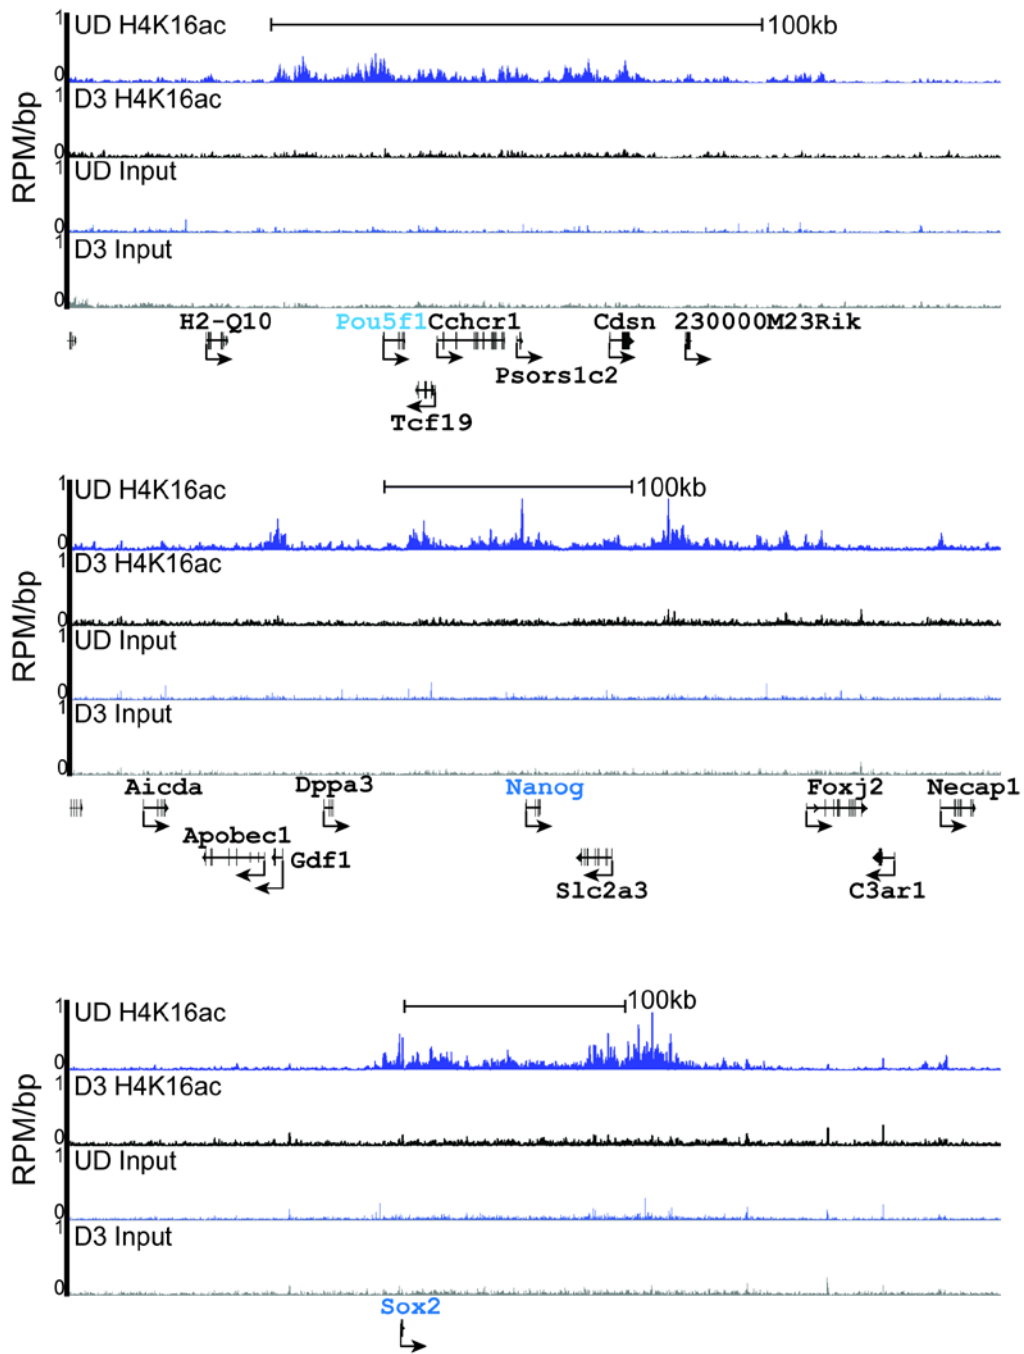 1
UD H4K16ac
100kb
0
1
D3 H4K16ac
RPM/bp
0
1
UD Input
0
1
D3 Input
0
H2-Q10 Pou5f1 Cchcr1 Cdsn 230000M23Rik
Psors1c2
Tcf19
1
UD H4K16ac
100kb
0
1
D3 H4K16ac
RPM/bp
0
1
UD Input
0
1
D3 Input
0
Aicda Dppa3 Nanog Foxj2 Necap1
Apobec1
Gdf1
Slc2a3 C3ar1
1
UD H4K16ac
100kb
0
1
D3 H4K16ac
RPM/bp
0
1
UD Input
0
1
D3 Input
0
Sox2